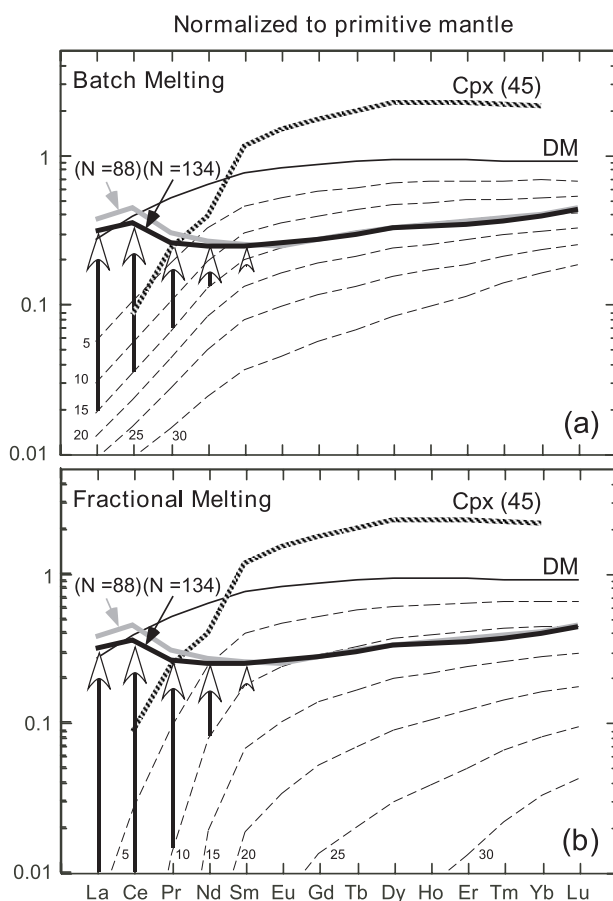 Normalized to primitive mantle
Batch Melting
Cpx (45)
DM
(N =88)(N =134)
1
0.1
0.01
5
10
15
20
25
30
(a)
Fractional Melting
Cpx (45)
DM
(N =88)(N =134)
1
0.1
0.01
5
10
15
20
25
30
(b)
La Ce Pr Nd Sm Eu Gd Tb Dy Ho Er Tm Yb Lu